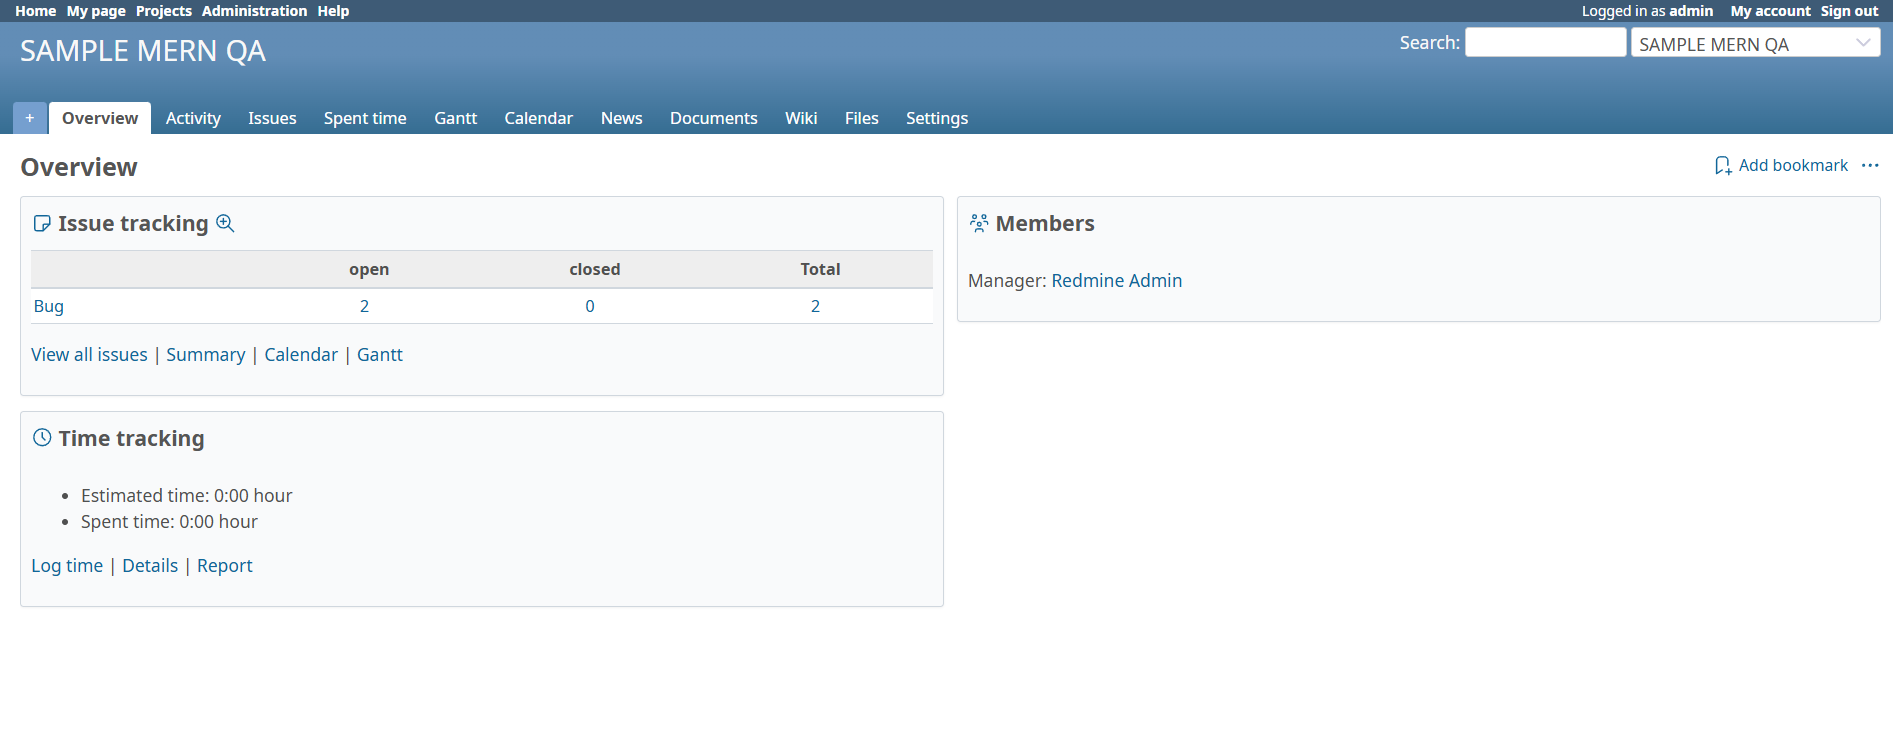 Home My page Projects Administration Help
Logged in as admin My account Sign out
SAMPLE MERN QA
Search: SAMPLE MERN QA
+ Overview Activity Issues Spent time Gantt Calendar News Documents Wiki Files Settings
Overview
Add bookmark ...
Issue tracking
open closed Total
Bug 2 0 2
View all issues | Summary | Calendar | Gantt
Time tracking
• Estimated time: 0:00 hour
• Spent time: 0:00 hour
Log time | Details | Report
Members
Manager: Redmine Admin